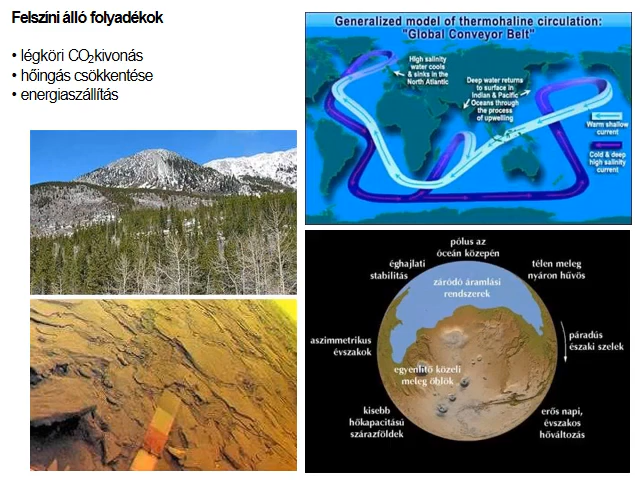 Felszíni álló folyadékok
• légköri CO₂kivonás
• hőingás csökkentése
• energiaszállítás
Generalized model of thermohaline circulation:
"Global Conveyor Belt"
High salinity
water cools
& sinks in the
North Atlantic
Deep water returns
to surface in
Indian & Pacific
Oceans through
the process
of upwelling
Warm shallow
current
Cold & deep
high salinity
current
pólus az
óceán közepén
éghajlati
stabilitás
télen meleg
nyáron hűvös
záródó áramlási
rendszerek
aszimmetrikus
évszakok
páradús
északi szelek
egyenlítő közeli
meleg öblök
kisebb
hőkapacitású
szárazföldek
erős napi,
évszakos
hőváltozás